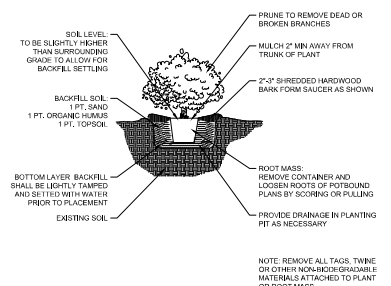 SOIL LEVEL:
TO BE SLIGHTLY HIGHER
THAN SURROUNDING
GRADE TO ALLOW FOR
BACKFILL SETTLING
BACKFILL SOIL:
1 PT. SAND
1 PT. ORGANIC HUMUS
1 PT. TOPSOIL
BOTTOM LAYER BACKFILL
SHALL BE LIGHTLY TAMPED
AND SETTED WITH WATER
PRIOR TO PLACEMENT
EXISTING SOIL
PRUNE TO REMOVE DEAD OR
BROKEN BRANCHES
MULCH 2" MIN AWAY FROM
TRUNK OF PLANT
2"-3" SHREDDED HARDWOOD
BARK FORM SAUCER AS SHOWN
ROOT MASS:
REMOVE CONTAINER AND
LOOSEN ROOTS OF POTBOUND
PLANS BY SCORING OR PULLING
PROVIDE DRAINAGE IN PLANTING
PIT AS NECESSARY
NOTE: REMOVE ALL TAGS, TWINE
OR OTHER NON-BIODEGRADABLE
MATERIALS ATTACHED TO PLANT
OR ROOT MASS